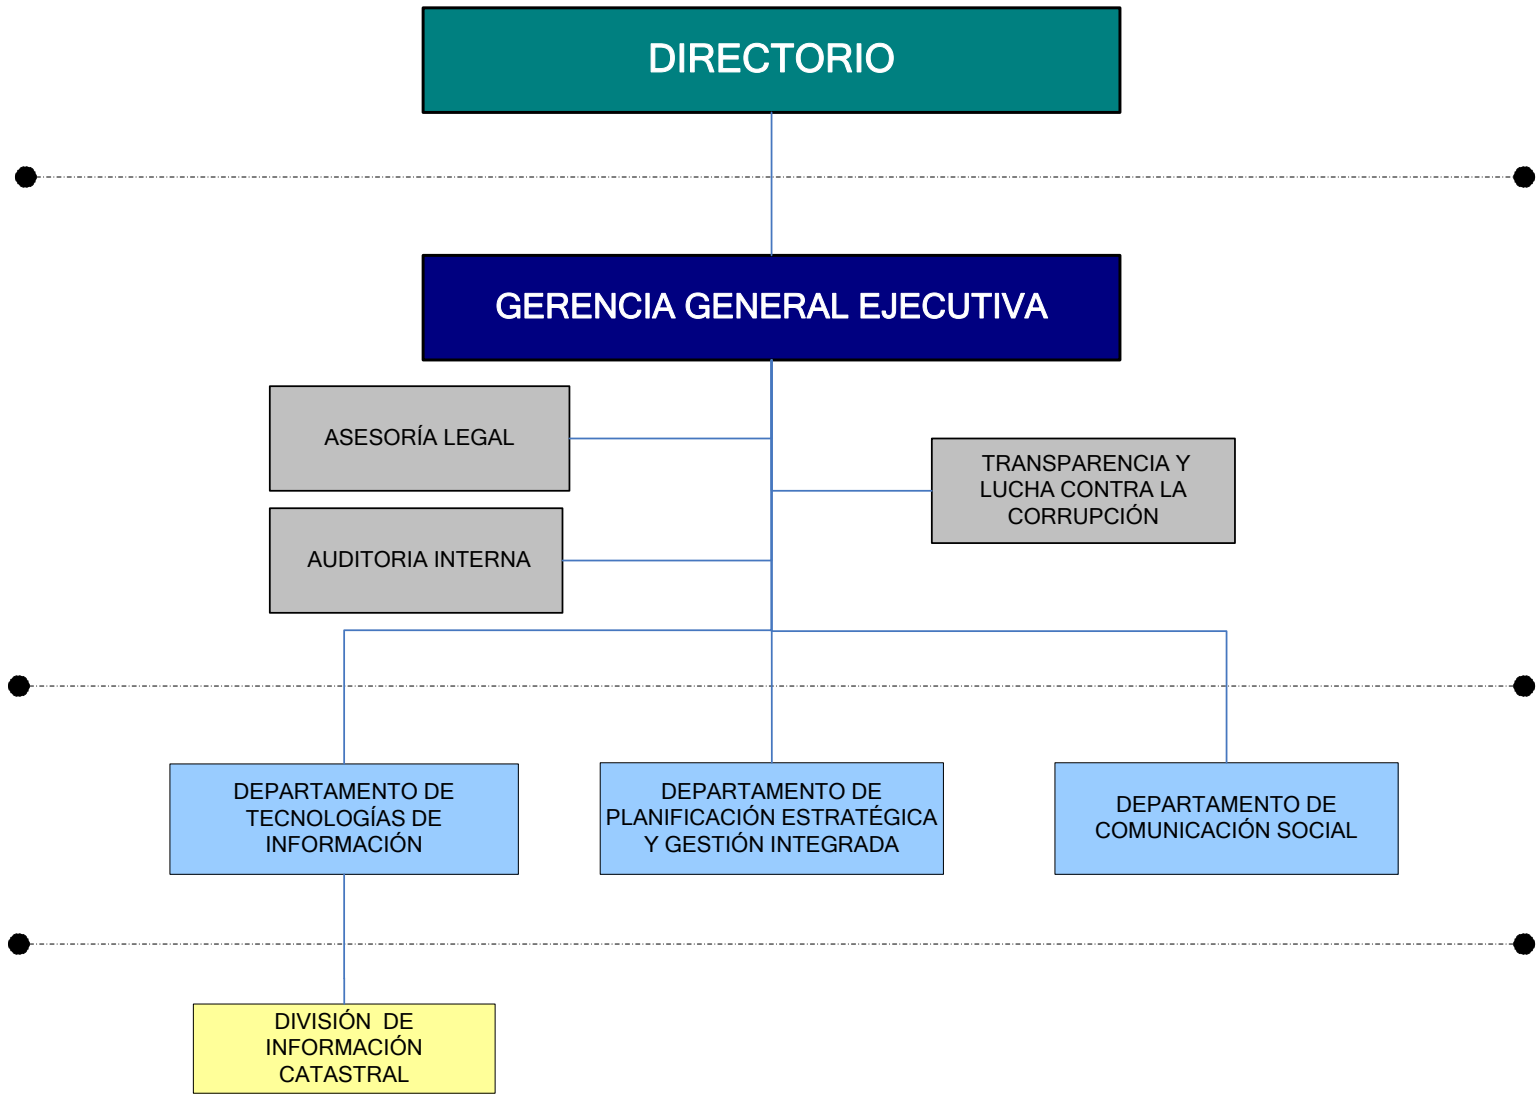 DIRECTORIO
GERENCIA GENERAL EJECUTIVA
ASESORÍA LEGAL
TRANSPARENCIA Y
LUCHA CONTRA LA
CORRUPCIÓN
AUDITORIA INTERNA
DEPARTAMENTO DE
TECNOLOGÍAS DE
INFORMACIÓN
DEPARTAMENTO DE
PLANIFICACIÓN ESTRATÉGICA
Y GESTIÓN INTEGRADA
DEPARTAMENTO DE
COMUNICACIÓN SOCIAL
DIVISIÓN DE
INFORMACIÓN
CATASTRAL